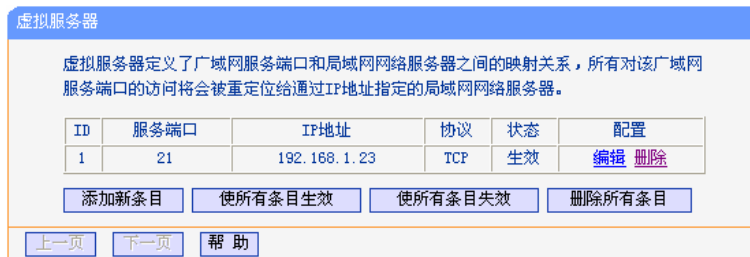 虚拟服务器
虚拟服务器定义了广域网服务端口和局域网网络服务器之间的映射关系，所有对该广域网
服务端口的访问将会被重定位给通过IP地址指定的局域网网络服务器。
ID 服务端口 IP地址 协议 状态 配置
1 21 192.168.1.23 TCP 生效 编辑 删除
添加新条目 使所有条目生效 使所有条目失效 删除所有条目
上一页 下一页 帮 助